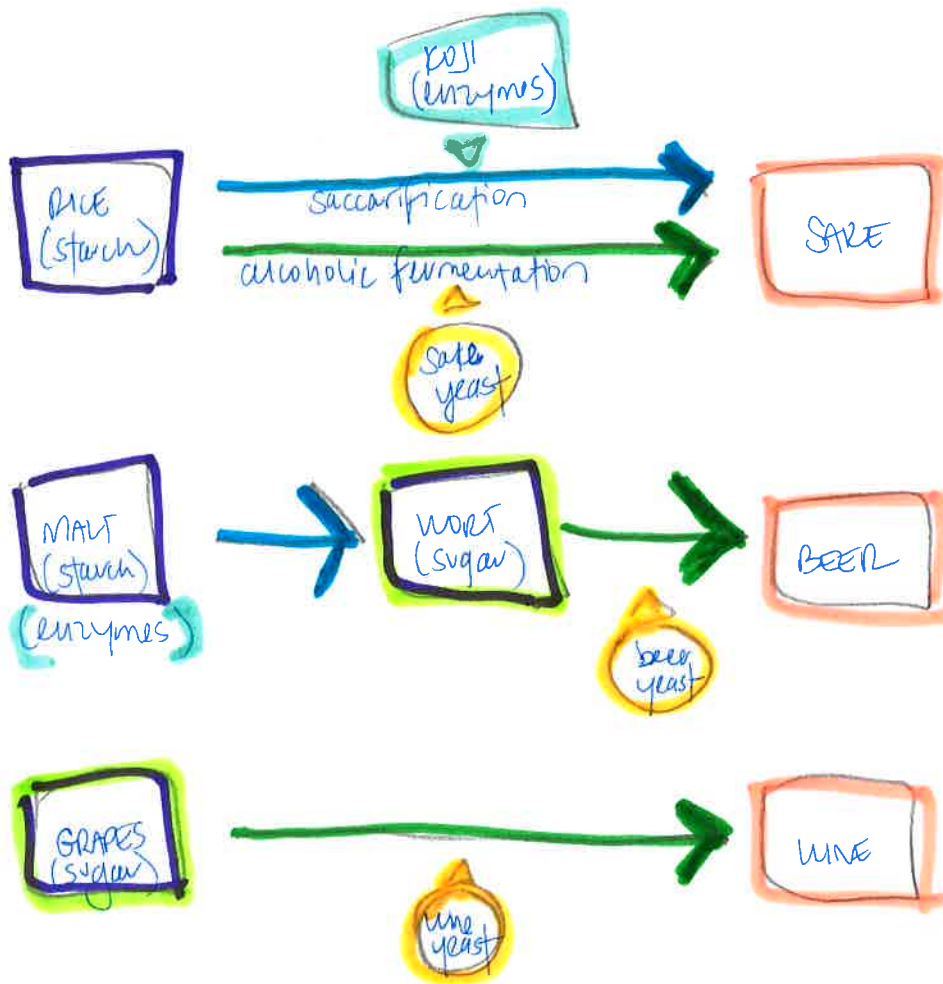 KOJI
(enzymes)
RICE
(starch)
saccarification
alcoholic fermentation
SAKE
sake
yeast
MALT
(starch)
(enzymes)
WORT
(sugar)
BEER
beer
yeast
GRAPES
(sugar)
WINE
wine
yeast